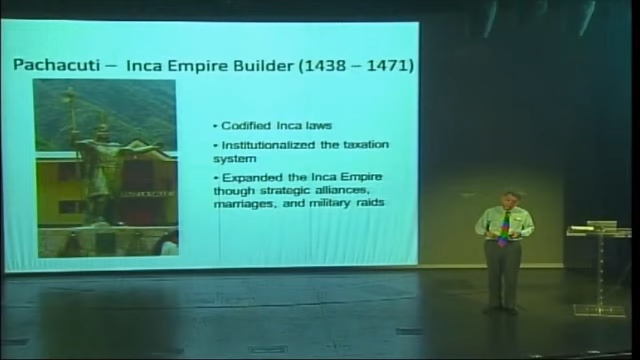 Pachacuti – Inca Empire Builder (1438 – 1471)
• Codified Inca laws
• Institutionalized the taxation
system
• Expanded the Inca Empire
though strategic alliances,
marriages, and military raids